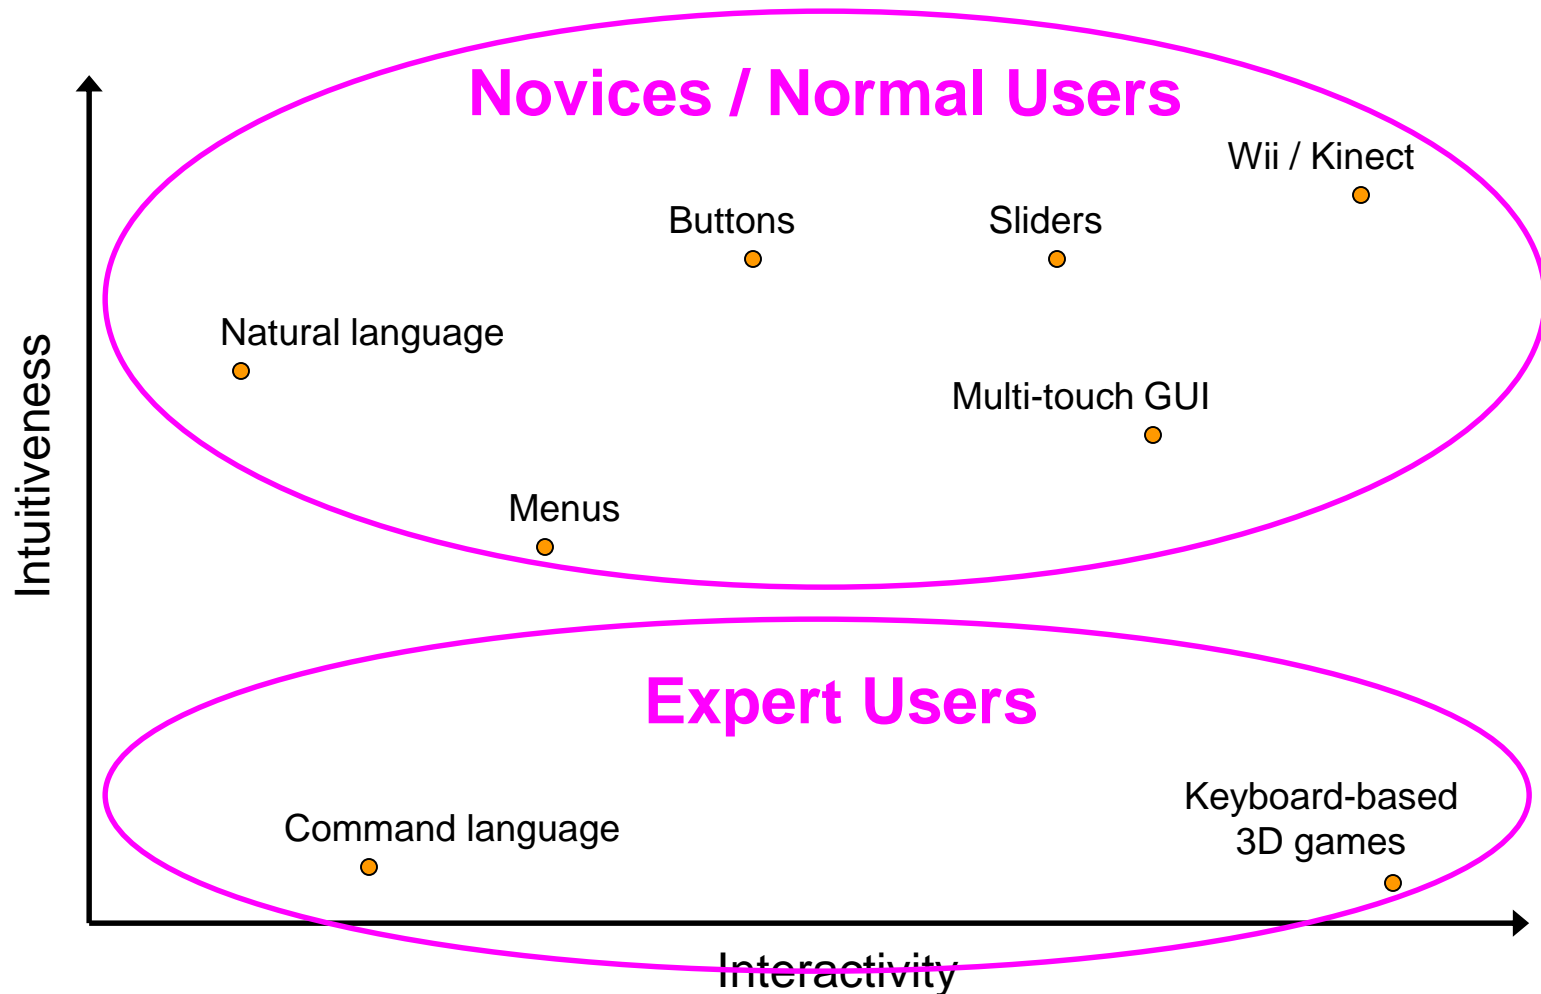 Novices / Normal Users
Wii / Kinect
Buttons
Sliders
Natural language
Multi-touch GUI
Menus
Intuitiveness
Expert Users
Keyboard-based
3D games
Command language
Interactivity